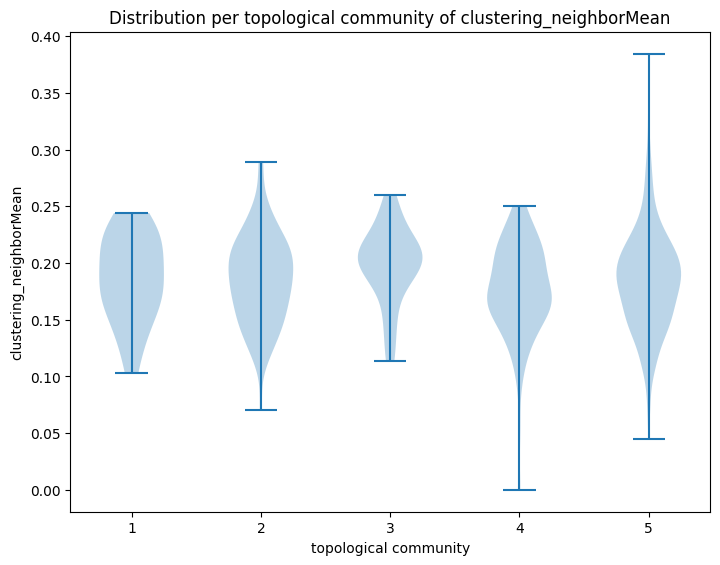 Distribution per topological community of clustering_neighborMean
clustering_neighborMean
0.40
0.35
0.30
0.25
0.20
0.15
0.10
0.05
0.00
1 2 3 4 5
topological community